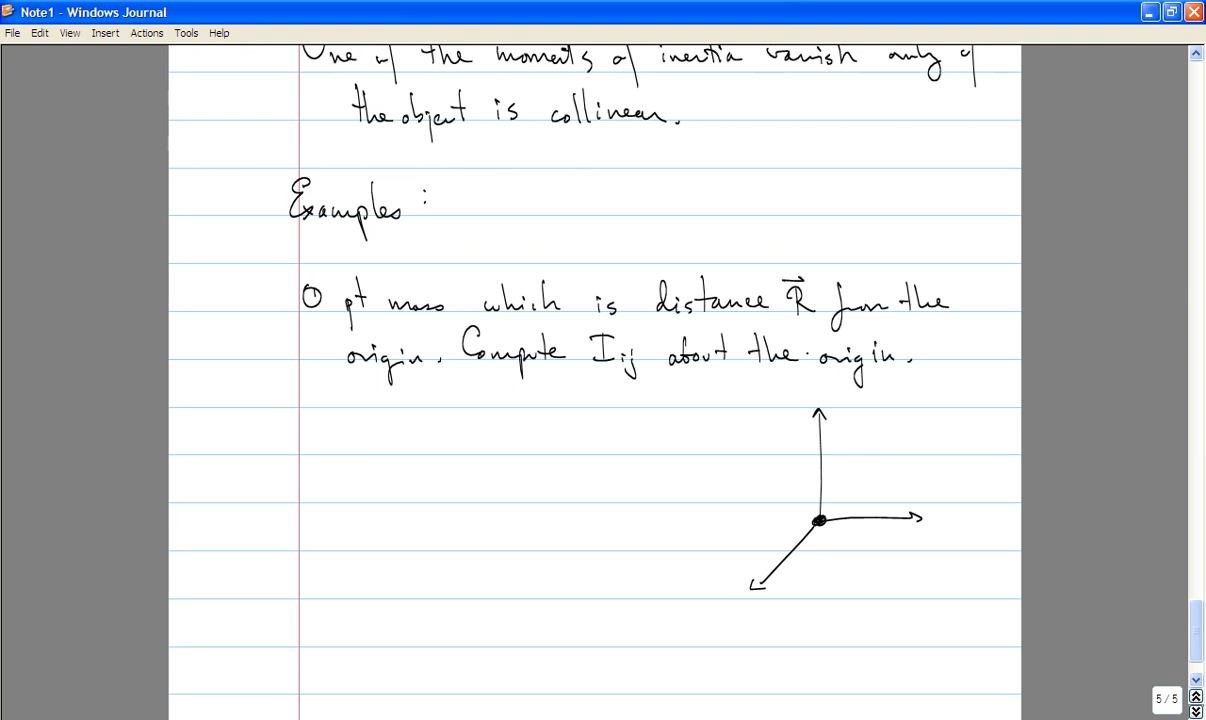 Note1 - Windows Journal
File Edit View Insert Actions Tools Help
One of the moments of inertia vanish only if
the object is collinear.
Examples :
① pt mass which is distance R⃗ from the
origin. Compute Iij about the origin.
5 / 5